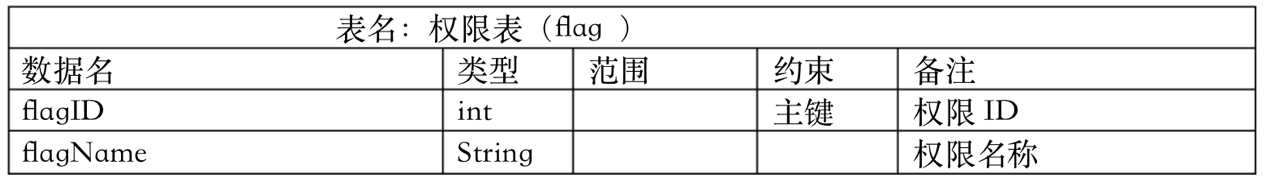 表名：权限表（flag ）
数据名 类型 范围 约束 备注
flagID int 主键 权限 ID
flagName String 权限名称